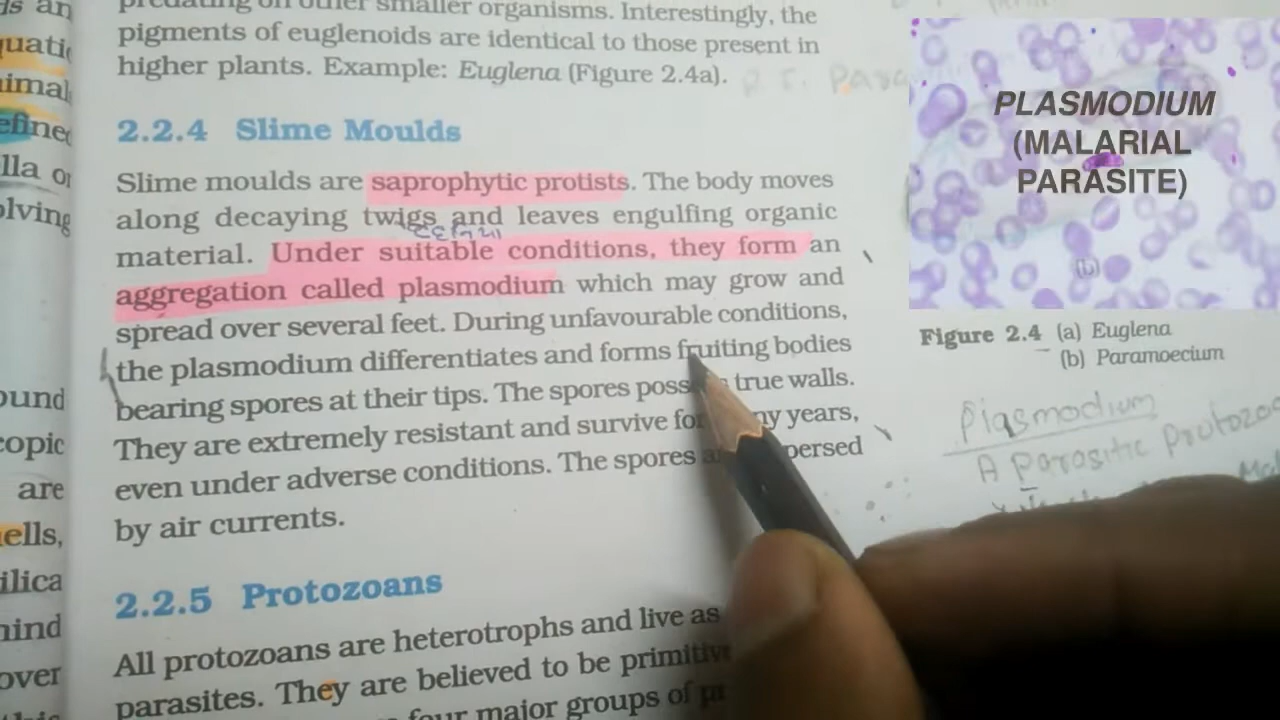 predating on other smaller organisms. Interestingly, the
pigments of euglenoids are identical to those present in
higher plants. Example: Euglena (Figure 2.4a).
2.2.4 Slime Moulds
Slime moulds are saprophytic protists. The body moves
along decaying twigs and leaves engulfing organic
material. Under suitable conditions, they form an
aggregation called plasmodium which may grow and
spread over several feet. During unfavourable conditions,
the plasmodium differentiates and forms fruiting bodies
bearing spores at their tips. The spores true walls.
They are extremely resistant and survive years,
even under adverse conditions. The spores
by air currents.
2.2.5 Protozoans
All protozoans are heterotrophs and live as
parasites. They are believed to be
four major groups of
are
over
PLASMODIUM
(MALARIAL
PARASITE)
(b)
Figure 2.4 (a) Euglena
(b) Paramoecium
Plasmodium
A Parasitic